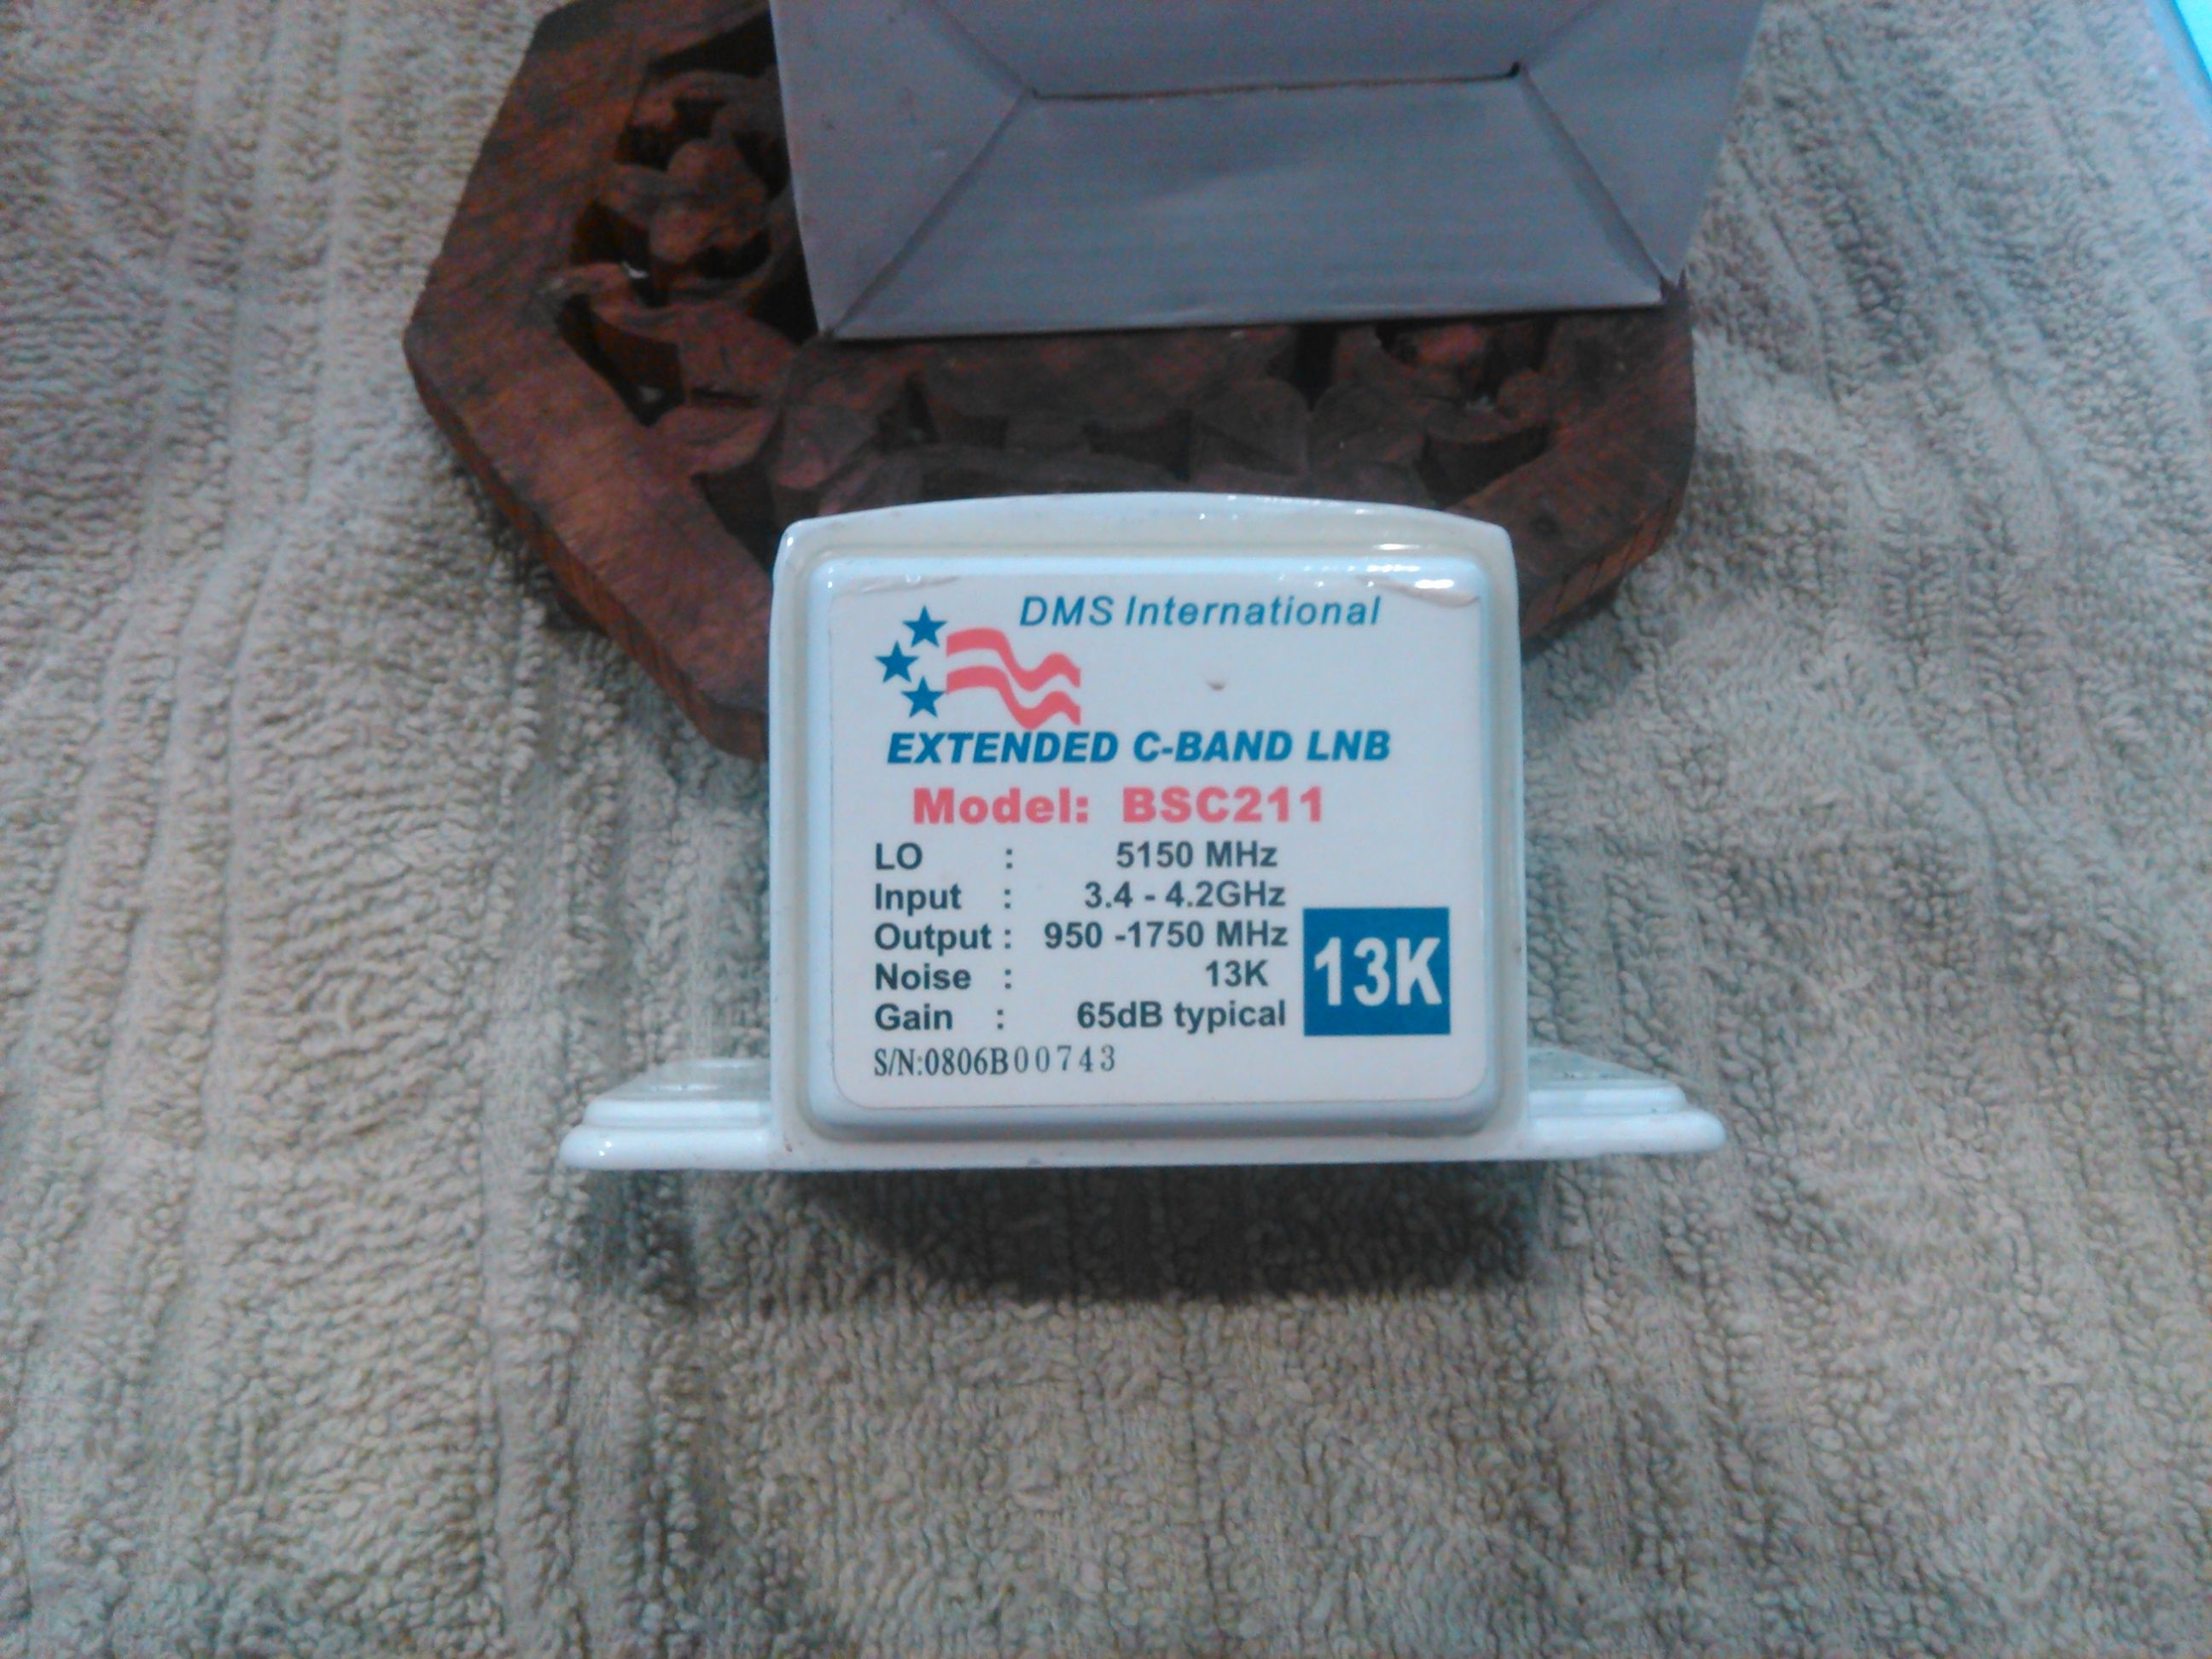 DMS International
EXTENDED C-BAND LNB
Model: BSC211
LO : 5150 MHz
Input : 3.4 - 4.2GHz
Output : 950 -1750 MHz
Noise : 13K
Gain : 65dB typical
13K
S/N:0806B00743